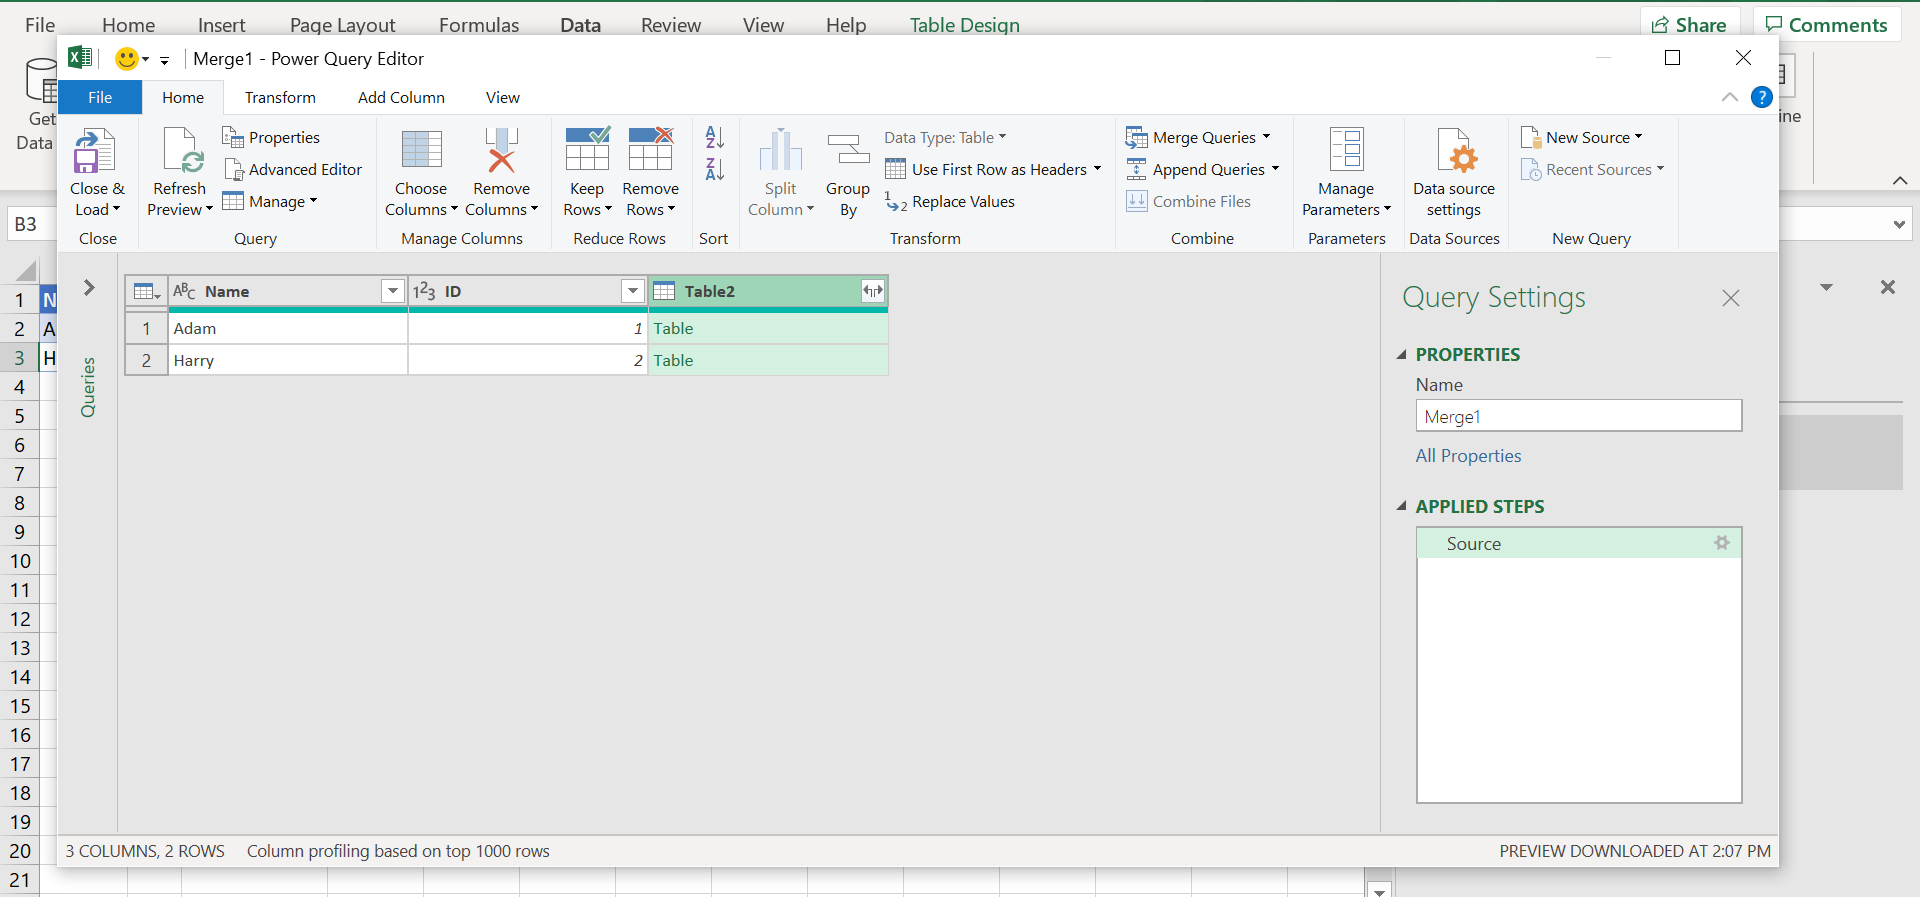 File Home Insert Page Layout Formulas Data Review View Help Table Design Share Comments
Merge1 - Power Query Editor
File Home Transform Add Column View
Get
Data
Close &
Load
Close
Refresh
Preview
Properties
Advanced Editor
Manage
Query
Choose
Columns
Remove
Columns
Manage Columns
Keep
Rows
Remove
Rows
Reduce Rows
Sort
Split
Column
Group
By
Data Type: Table
Use First Row as Headers
Replace Values
Transform
Merge Queries
Append Queries
Combine Files
Combine
Manage
Parameters
Parameters
Data source
settings
Data Sources
New Source
Recent Sources
New Query
ine
B3
Queries
Name ID Table2
1 Adam 1 Table
2 Harry 2 Table
Query Settings
PROPERTIES
Name
Merge1
All Properties
APPLIED STEPS
Source
1 N
2 A
3 H
4
5
6
7
8
9
10
11
12
13
14
15
16
17
18
19
20
21
3 COLUMNS, 2 ROWS Column profiling based on top 1000 rows PREVIEW DOWNLOADED AT 2:07 PM